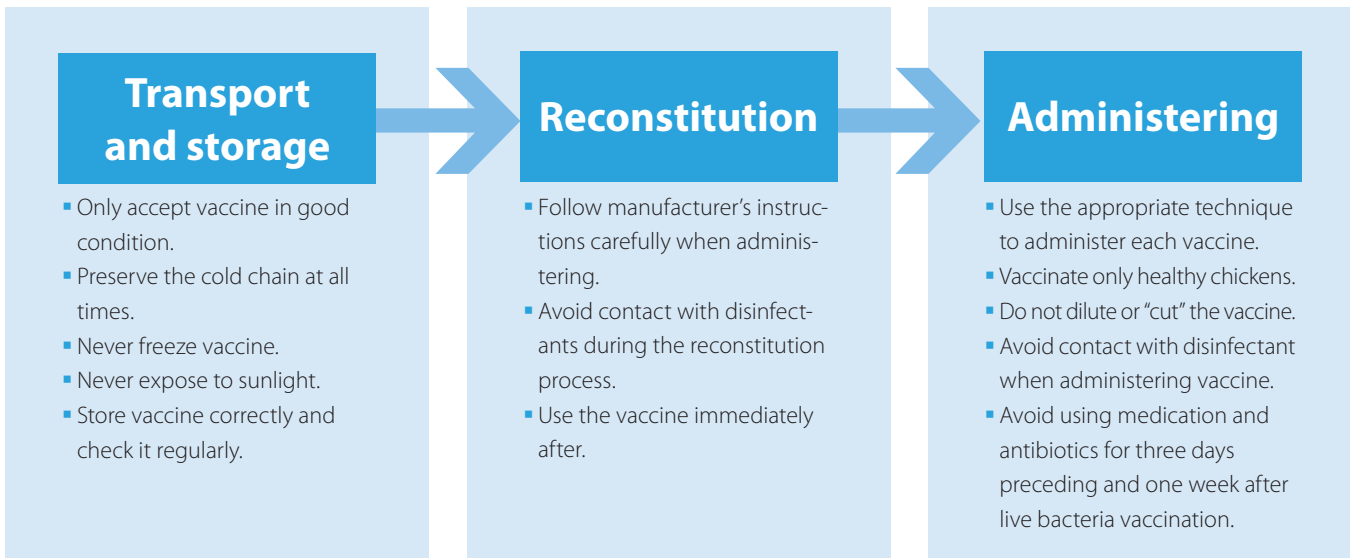 Transport
and storage
▪ Only accept vaccine in good
condition.
▪ Preserve the cold chain at all
times.
▪ Never freeze vaccine.
▪ Never expose to sunlight.
▪ Store vaccine correctly and
check it regularly.
Reconstitution
▪ Follow manufacturer’s instruc-
tions carefully when adminis-
tering.
▪ Avoid contact with disinfect-
ants during the reconstitution
process.
▪ Use the vaccine immediately
after.
Administering
▪ Use the appropriate technique
to administer each vaccine.
▪ Vaccinate only healthy chickens.
▪ Do not dilute or “cut” the vaccine.
▪ Avoid contact with disinfectant
when administering vaccine.
▪ Avoid using medication and
antibiotics for three days
preceding and one week after
live bacteria vaccination.